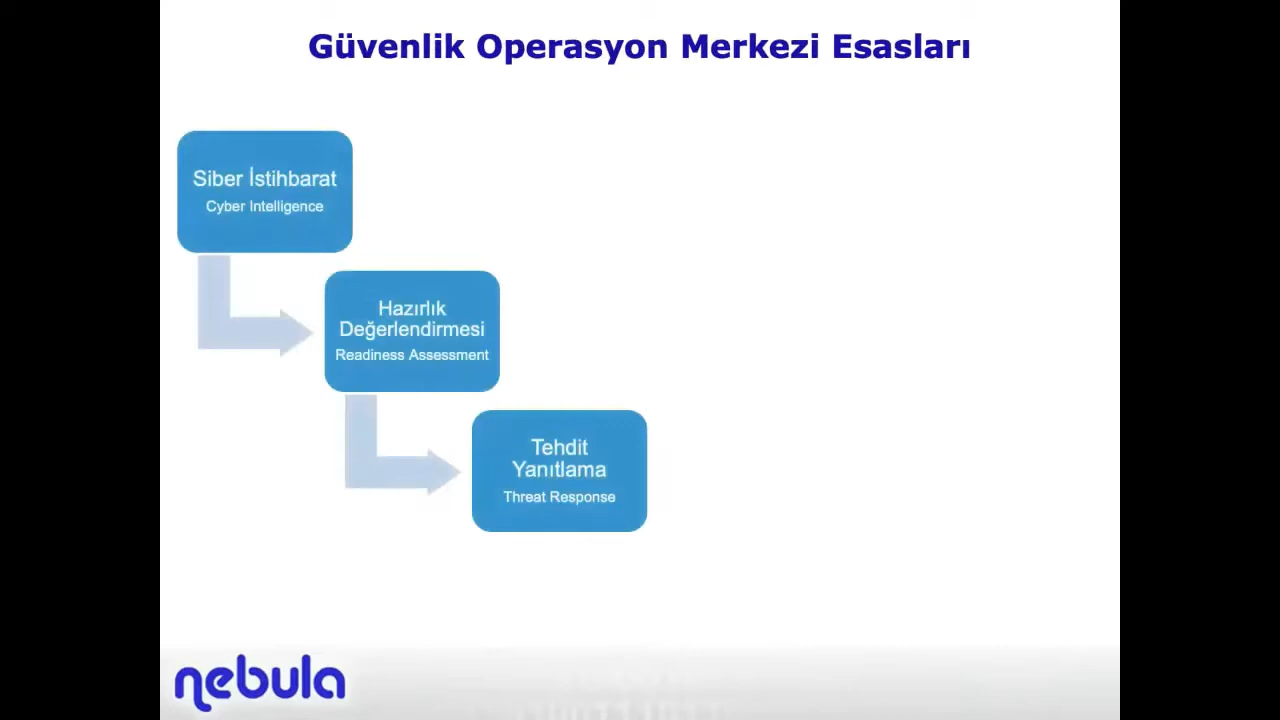 Güvenlik Operasyon Merkezi Esasları
Siber İstihbarat
Cyber Intelligence
Hazırlık
Değerlendirmesi
Readiness Assessment
Tehdit
Yanıtlama
Threat Response
nebula